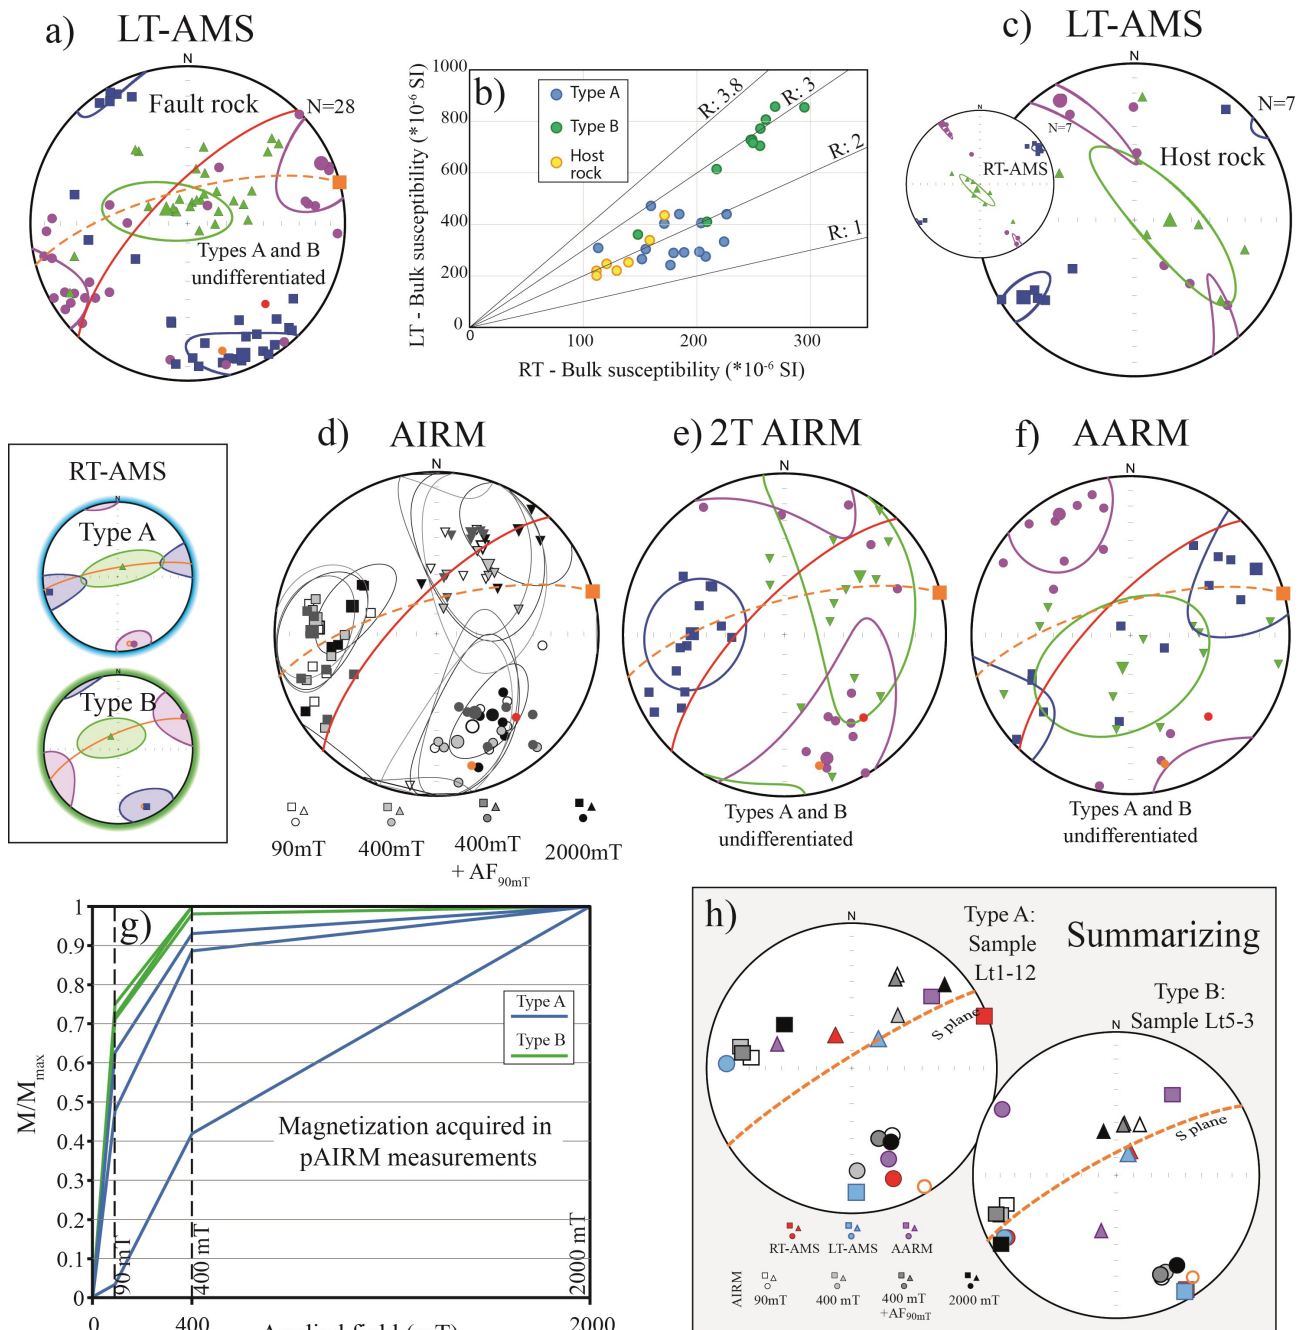 a)
LT-AMS
N
Fault rock
N=28
Types A and B
undifferentiated
b)
LT - Bulk susceptibility (*10-6 SI)
1000
800
600
400
200
0
0
100
200
300
RT - Bulk susceptibility (*10-6 SI)
Type A
Type B
Host
rock
R: 3.8
R: 3
R: 2
R: 1
c)
LT-AMS
N
N=7
Host rock
N
N=7
RT-AMS
RT-AMS
N
Type A
N
Type B
d)
AIRM
N
90mT
400mT
400mT
+ AF90mT
2000mT
e)
2T AIRM
N
Types A and B
undifferentiated
f)
AARM
N
Types A and B
undifferentiated
g)
M/Mmax
1
0.9
0.8
0.7
0.6
0.5
0.4
0.3
0.2
0.1
0
Type A
Type B
Magnetization acquired in
pAIRM measurements
90 mT
400 mT
2000 mT
0
400
2000
Applied field (mT)
h)
Summarizing
N
Type A:
Sample
Lt1-12
S plane
N
Type B:
Sample Lt5-3
S plane
RT-AMS
LT-AMS
AARM
AIRM
90mT
400 mT
400 mT
+AF90mT
2000 mT